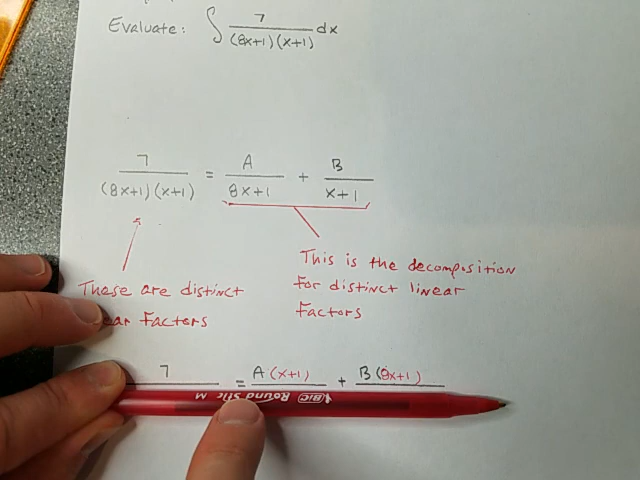 Evaluate: ∫ 7 / (8x+1)(x+1) dx
7 / (8x+1)(x+1) = A / 8x+1 + B / x+1
This is the decomposition
for distinct linear
Factors
These are distinct
ear Factors
7 = A(x+1) + B(8x+1)
BIC Round Stic M